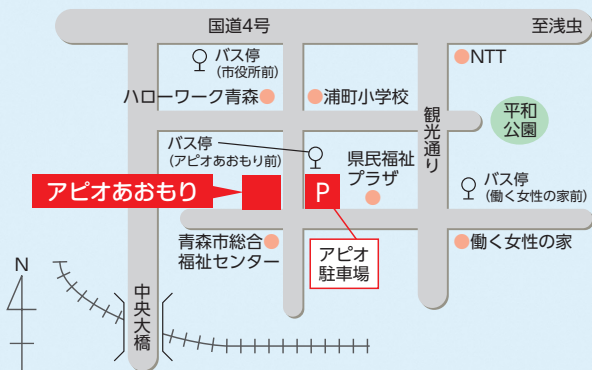 国道4号
至浅虫
バス停
(市役所前)
NTT
ハローワーク青森
浦町小学校
観光通り
平和
公園
バス停
(アピオあおもり前)
県民福祉
プラザ
バス停
(働く女性の家前)
アピオあおもり
P
青森市総合
福祉センター
アピオ
駐車場
働く女性の家
N
中央大橋